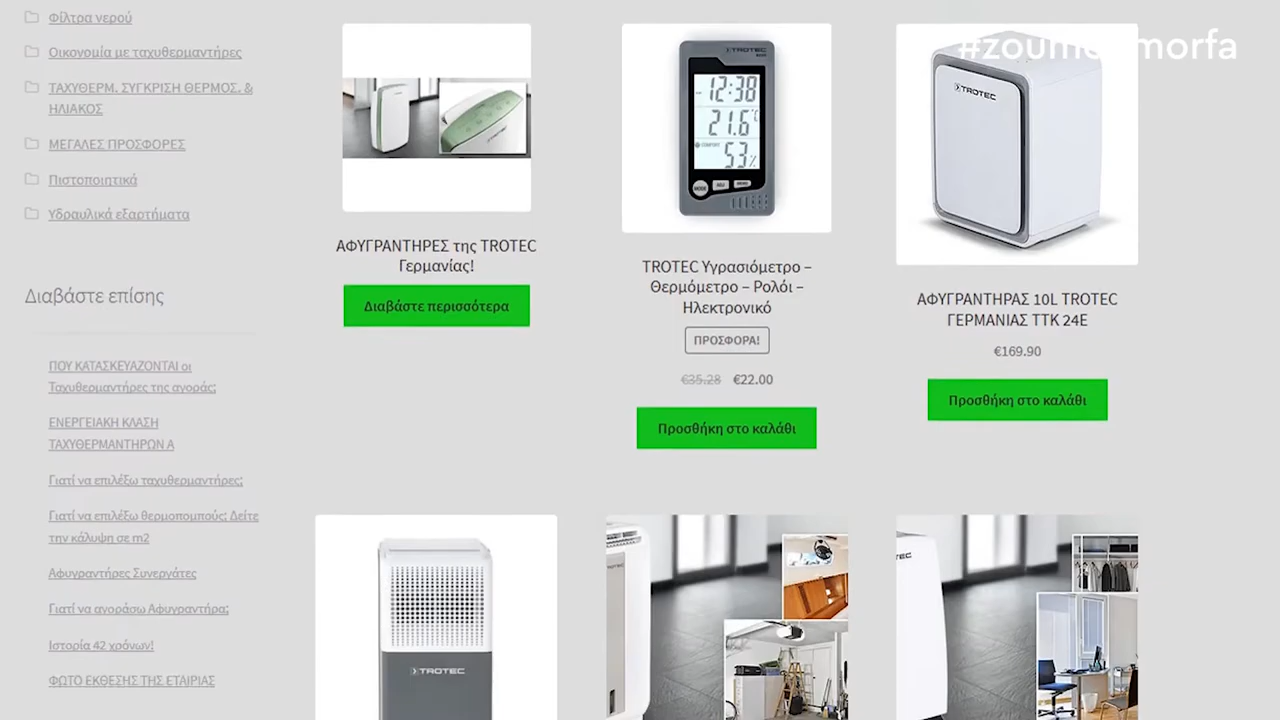 Φίλτρα νερού
Οικονομία με ταχυθερμαντήρες
ΤΑΧΥΘΕΡΜ. ΣΥΓΚΡΙΣΗ ΘΕΡΜΟΣ. &
ΗΛΙΑΚΟΣ
ΜΕΓΑΛΕΣ ΠΡΟΣΦΟΡΕΣ
Πιστοποιητικά
Υδραυλικά εξαρτήματα
Διαβάστε επίσης
ΠΟΥ ΚΑΤΑΣΚΕΥΑΖΟΝΤΑΙ οι
Ταχυθερμαντήρες της αγοράς;
ΕΝΕΡΓΕΙΑΚΗ ΚΛΑΣΗ
ΤΑΧΥΘΕΡΜΑΝΤΗΡΩΝ Α
Γιατί να επιλέξω ταχυθερμαντήρες;
Γιατί να επιλέξω θερμοπομπούς; Δείτε
την κάλυψη σε m2
Αφυγραντήρες Συνεργάτες
Γιατί να αγοράσω Αφυγραντήρα;
Ιστορία 42 χρόνων!
ΦΩΤΟ ΕΚΘΕΣΗΣ ΤΗΣ ΕΤΑΙΡΙΑΣ
ΑΦΥΓΡΑΝΤΗΡΕΣ της TROTEC
Γερμανίας!
Διαβάστε περισσότερα
TROTEC
12:38
21.6°C
COMFORT
53%
MODE ADJ
TROTEC Υγρασιόμετρο –
Θερμόμετρο – Ρολόι –
Ηλεκτρονικό
ΠΡΟΣΦΟΡΑ!
€35.28 €22.00
Προσθήκη στο καλάθι
TROTEC
ΑΦΥΓΡΑΝΤΗΡΑΣ 10L TROTEC
ΓΕΡΜΑΝΙΑΣ TTK 24E
€169.90
Προσθήκη στο καλάθι
TROTEC